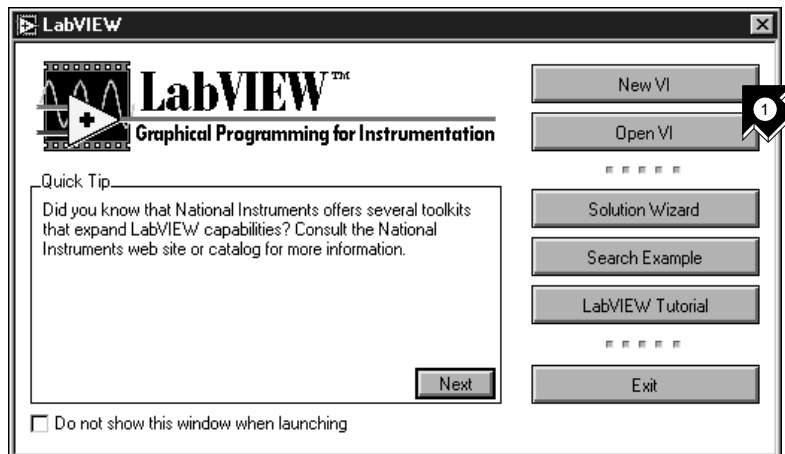 LabVIEW
LabVIEW™
Graphical Programming for Instrumentation
Quick Tip
Did you know that National Instruments offers several toolkits
that expand LabVIEW capabilities? Consult the National
Instruments web site or catalog for more information.
Next
Do not show this window when launching
New VI
1
Open VI
Solution Wizard
Search Example
LabVIEW Tutorial
Exit